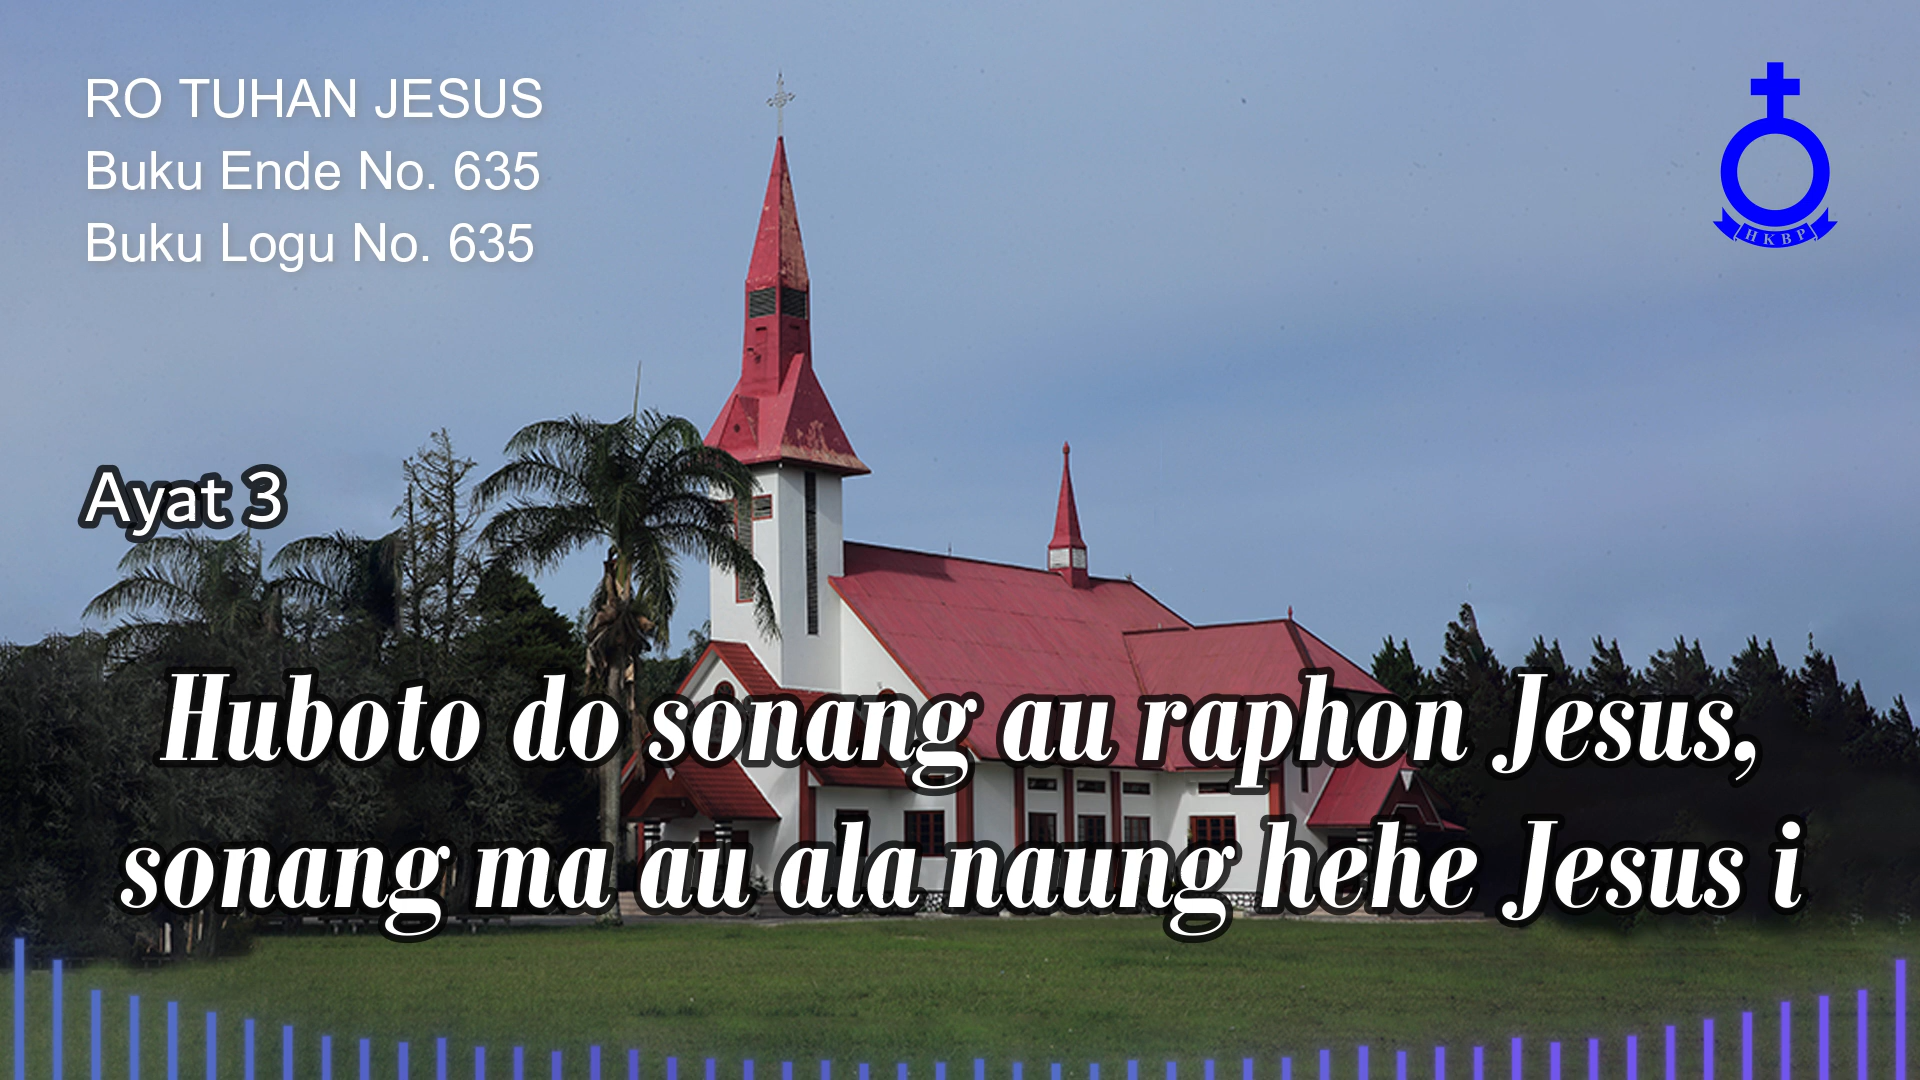 RO TUHAN JESUS
Buku Ende No. 635
Buku Logu No. 635
HKBP
Ayat 3
Huboto do sonang au raphon Jesus,
sonang ma au ala naung hehe Jesus i